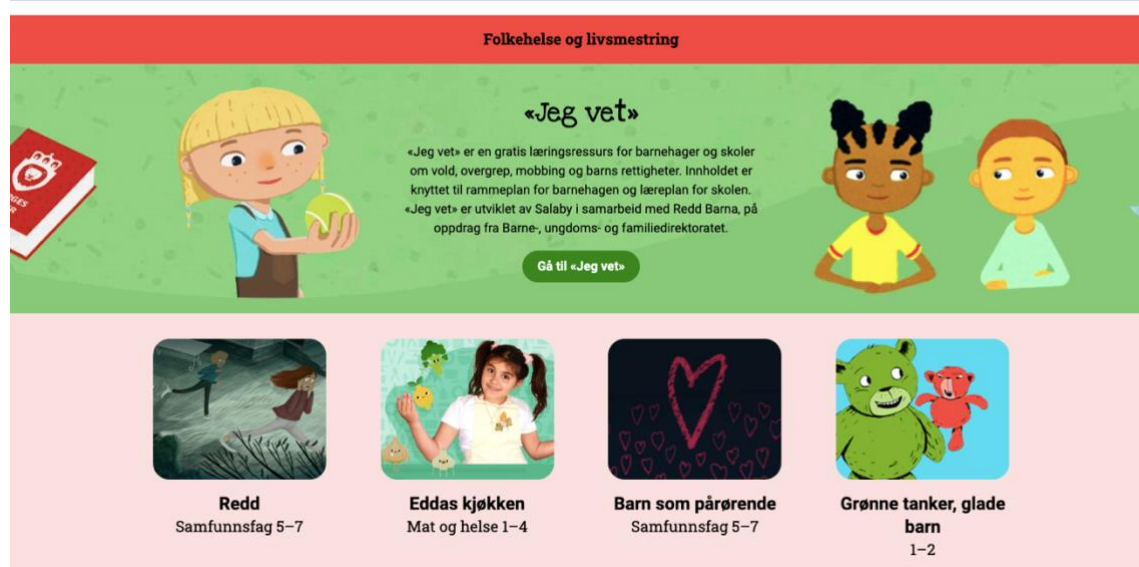 Folkehelse og livsmestring
«Jeg vet»
«Jeg vet» er en gratis læringsressurs for barnehager og skoler
om vold, overgrep, mobbing og barns rettigheter. Innholdet er
knyttet til rammeplan for barnehagen og læreplan for skolen.
«Jeg vet» er utviklet av Salaby i samarbeid med Redd Barna, på
oppdrag fra Barne-, ungdoms- og familiedirektoratet.
Gå til «Jeg vet»
Redd
Samfunnsfag 5–7
Eddas kjøkken
Mat og helse 1–4
Barn som pårørende
Samfunnsfag 5–7
Grønne tanker, glade
barn
1–2